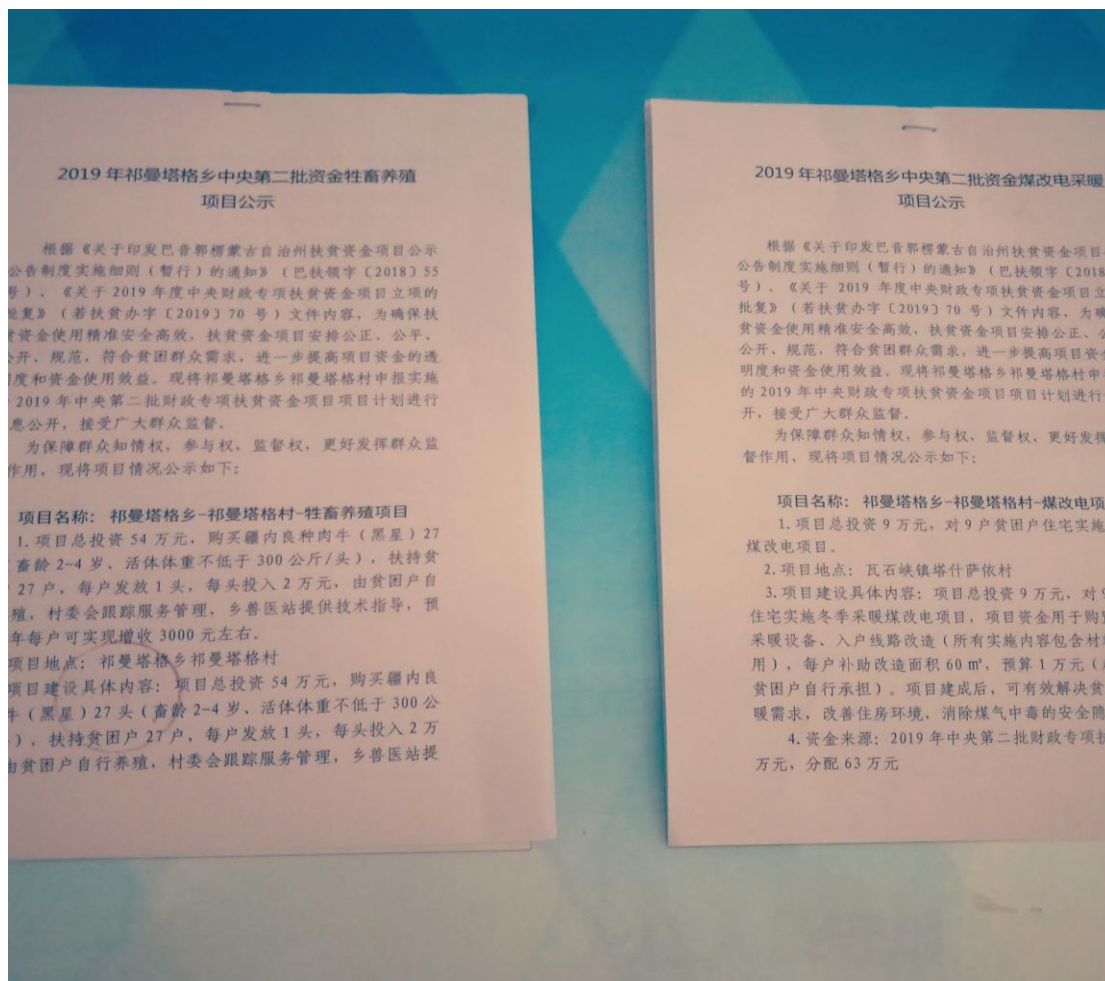 2019 年祁曼塔格乡中央第二批资金牲畜养殖
项目公示
根据《关于印发巴音郭楞蒙古自治州扶贫资金项目公示
公告制度实施细则（暂行）的通知》（巴扶领字〔2018〕55
号）、《关于 2019 年度中央财政专项扶贫资金项目立项的
批复》（若扶贫办字〔2019〕70 号）文件内容，为确保扶
贫资金使用精准安全高效，扶贫资金项目安排公正、公平、
公开、规范，符合贫困群众需求，进一步提高项目资金的透
明度和资金使用效益。现将祁曼塔格乡祁曼塔格村申报实施
2019 年中央第二批财政专项扶贫资金项目项目计划进行
息公开，接受广大群众监督。
为保障群众知情权，参与权，监督权，更好发挥群众监
作用，现将项目情况公示如下：
项目名称： 祁曼塔格乡-祁曼塔格村-牲畜养殖项目
1.项目总投资 54 万元，购买疆内良种肉牛（黑星）27
畜龄 2-4 岁、活体体重不低于 300 公斤/头），扶持贫
27 户，每户发放 1 头，每头投入 2 万元，由贫困户自
殖，村委会跟踪服务管理，乡兽医站提供技术指导，预
年每户可实现增收 3000 元左右。
项目地点： 祁曼塔格乡祁曼塔格村
项目建设具体内容： 项目总投资 54 万元，购买疆内良
牛（黑星）27 头（畜龄 2-4 岁、活体体重不低于 300 公
），扶持贫困户 27 户，每户发放 1 头，每头投入 2 万
由贫困户自行养殖，村委会跟踪服务管理，乡兽医站提
2019 年祁曼塔格乡中央第二批资金煤改电采暖
项目公示
根据《关于印发巴音郭楞蒙古自治州扶贫资金项目
公告制度实施细则（暂行）的通知》（巴扶领字〔2018
号）、《关于 2019 年度中央财政专项扶贫资金项目立
批复》（若扶贫办字〔2019〕70 号）文件内容，为确
贫资金使用精准安全高效，扶贫资金项目安排公正、公
公开、规范，符合贫困群众需求，进一步提高项目资金
明度和资金使用效益。现将祁曼塔格乡祁曼塔格村申
的 2019 年中央财政专项扶贫资金项目项目计划进行
开，接受广大群众监督。
为保障群众知情权，参与权，监督权，更好发挥
督作用，现将项目情况公示如下：
项目名称： 祁曼塔格乡-祁曼塔格村-煤改电项
1.项目总投资 9 万元，对 9 户贫困户住宅实施
煤改电项目。
2.项目地点：瓦石峡镇塔什萨依村
3.项目建设具体内容：项目总投资 9 万元，对 9
住宅实施冬季采暖煤改电项目，项目资金用于购置
采暖设备、入户线路改造（所有实施内容包含材
用），每户补助改造面积 60 ㎡，预算 1 万元（
贫困户自行承担）。项目建成后，可有效解决贫
暖需求，改善住房环境，消除煤气中毒的安全隐
4.资金来源：2019 年中央第二批财政专项扶
万元，分配 63 万元